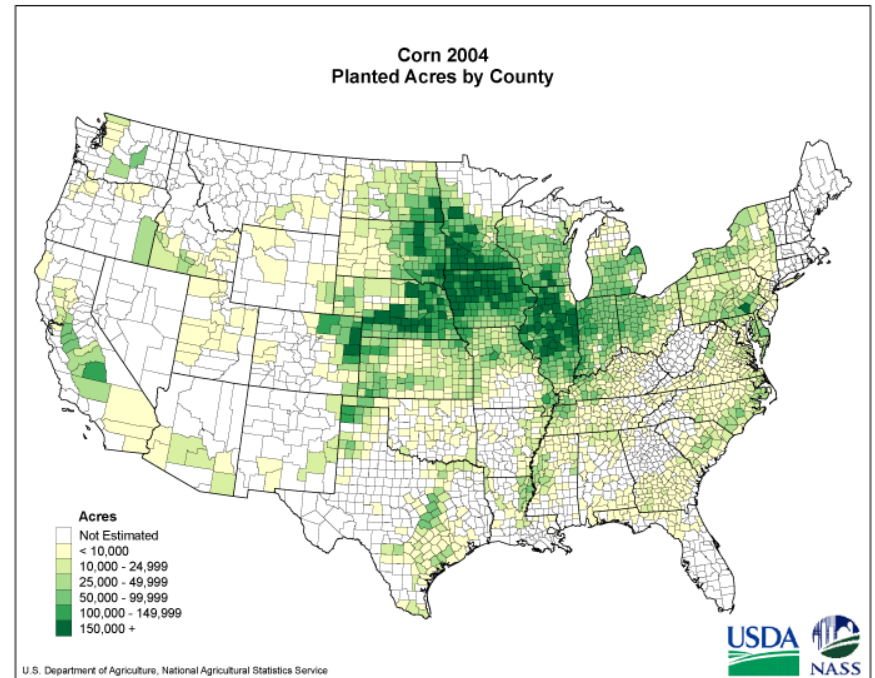 Corn 2004
Planted Acres by County
Acres
Not Estimated
< 10,000
10,000 - 24,999
25,000 - 49,999
50,000 - 99,999
100,000 - 149,999
150,000 +
U.S. Department of Agriculture, National Agricultural Statistics Service
USDA
NASS